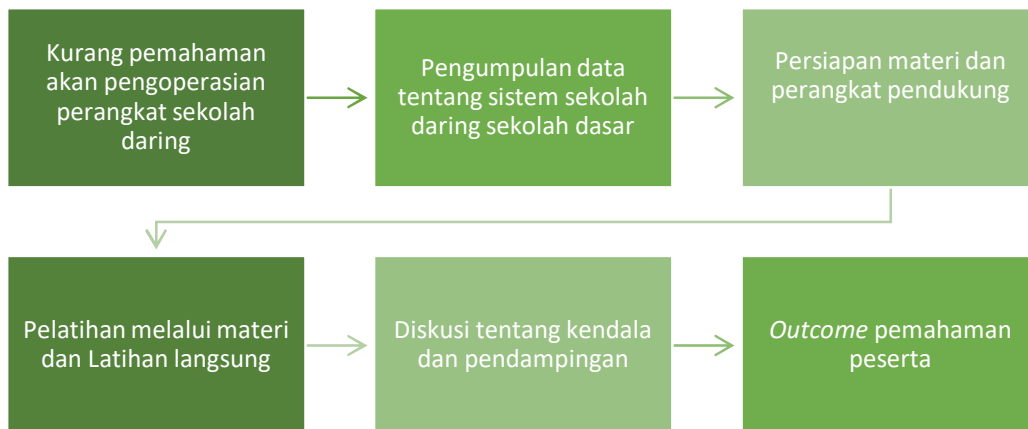 Kurang pemahaman
akan pengoperasian
perangkat sekolah
daring
Pengumpulan data
tentang sistem sekolah
daring sekolah dasar
Persiapan materi dan
perangkat pendukung
Pelatihan melalui materi
dan Latihan langsung
Diskusi tentang kendala
dan pendampingan
Outcome pemahaman
peserta